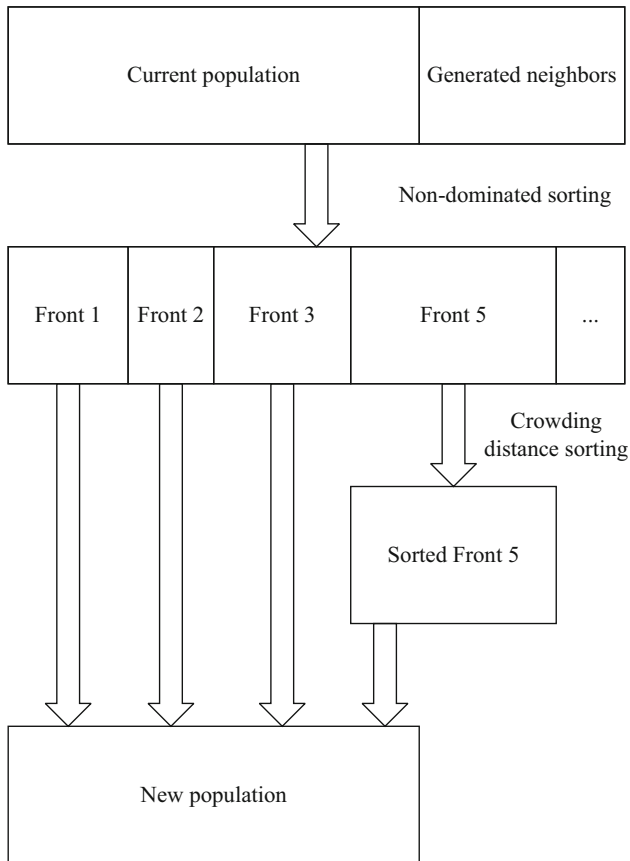 Current population
Generated neighbors
Non-dominated sorting
Front 1
Front 2
Front 3
Front 5
...
Crowding
distance sorting
Sorted Front 5
New population